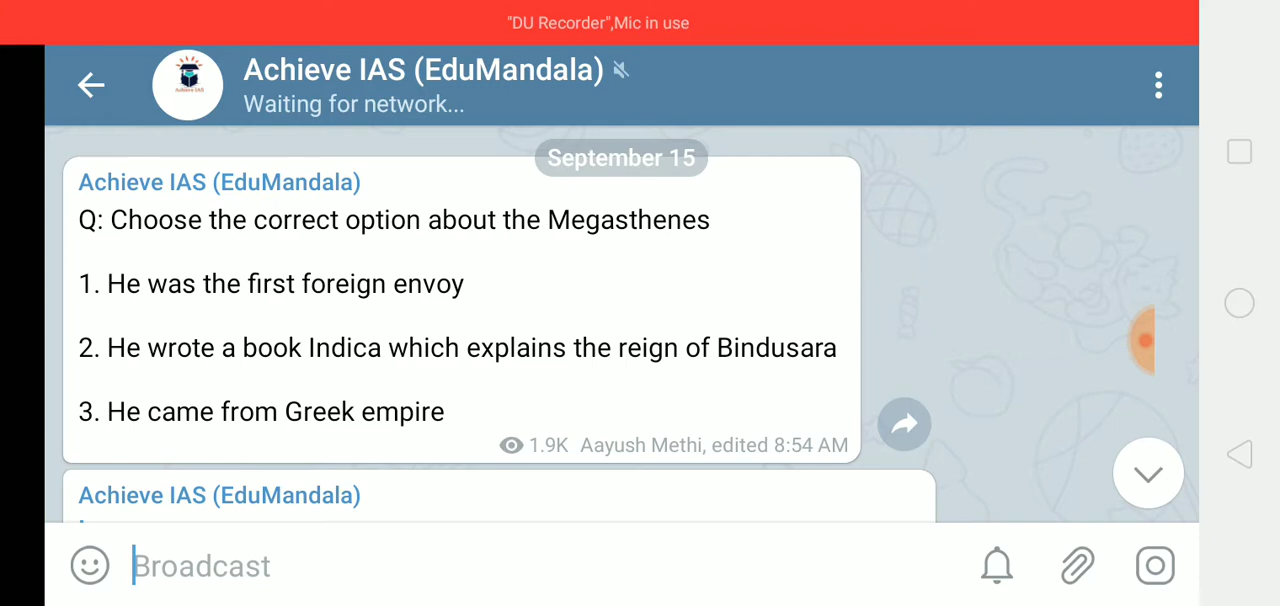 "DU Recorder",Mic in use
Achieve IAS (EduMandala)
Waiting for network...
September 15
Achieve IAS (EduMandala)
Q: Choose the correct option about the Megasthenes
1. He was the first foreign envoy
2. He wrote a book Indica which explains the reign of Bindusara
3. He came from Greek empire
1.9K Aayush Methi, edited 8:54 AM
Achieve IAS (EduMandala)
Broadcast